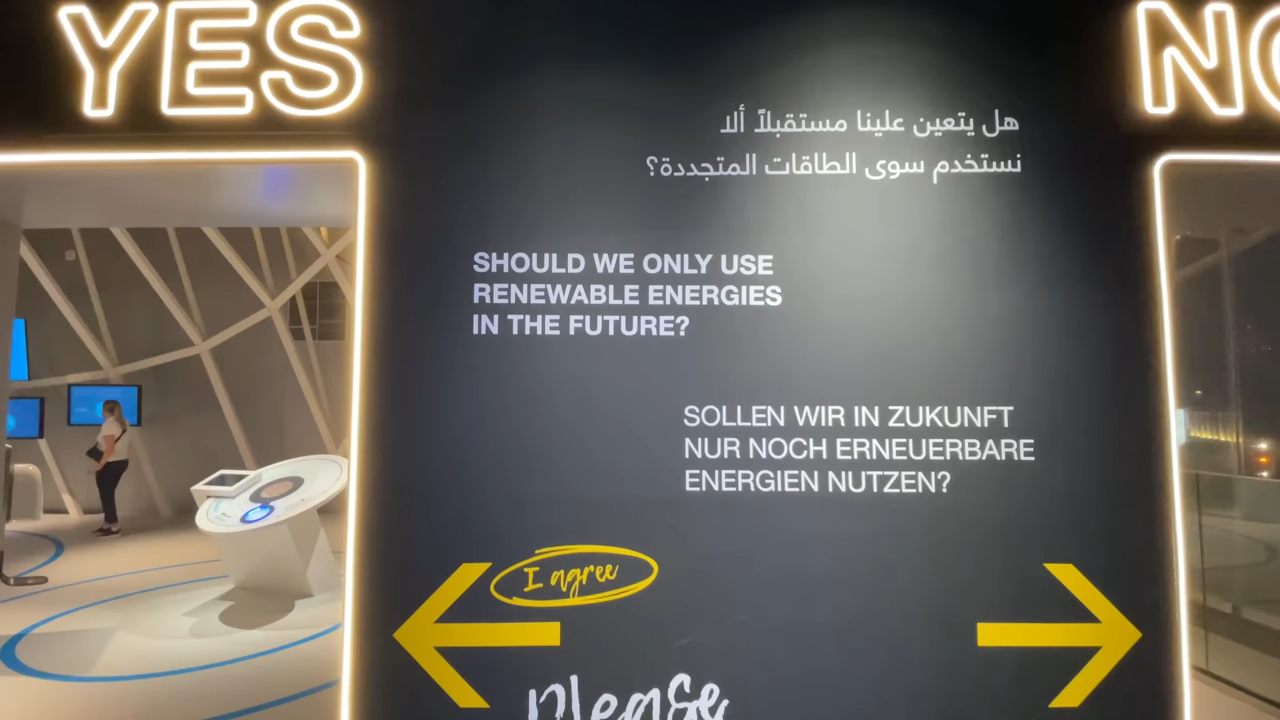 YES
NO
هل يتعين علينا مستقبلاً ألا
نستخدم سوى الطاقات المتجددة؟
SHOULD WE ONLY USE
RENEWABLE ENERGIES
IN THE FUTURE?
SOLLEN WIR IN ZUKUNFT
NUR NOCH ERNEUERBARE
ENERGIEN NUTZEN?
I agree
Please